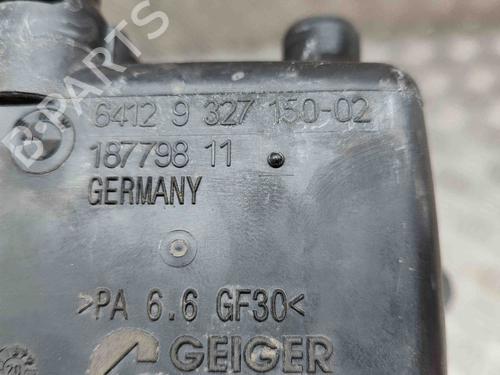 B-PARTS
6412 9 327 150-02
187798 11
GERMANY
>PA 6.6 GF30<
GEIGER